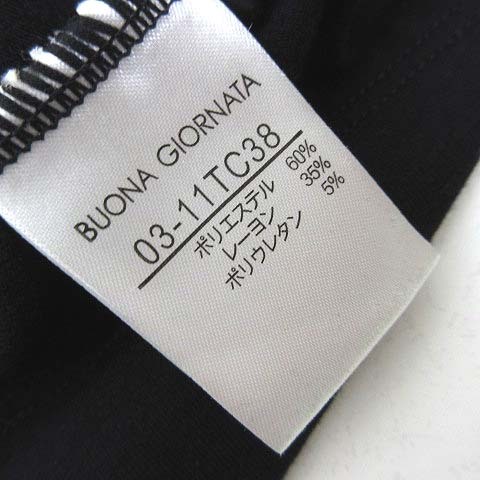 BUONA GIORNATA
03-11TC38
ポリエステル 60%
レーヨン 35%
ポリウレタン 5%